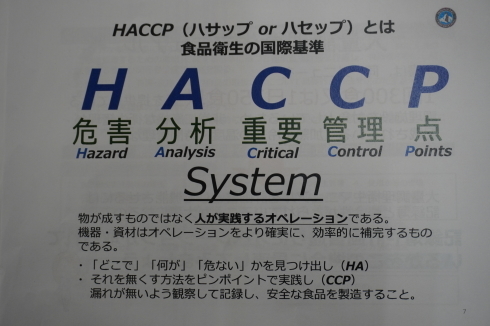 HACCP(ハサップ or ハセップ)とは
食品衛生の国際基準
H A C C P
危害 分析 重要 管理 点
Hazard Analysis Critical Control Points
System
物が成すものではなく人が実践するオペレーションである。
機器・資材はオペレーションをより確実に、効率的に補完するもの
である。
・「どこで」「何が」「危ない」かを見つけ出し(HA)
・ それを無くす方法をピンポイントで実践し(CCP)
漏れが無いよう観察して記録し、安全な食品を製造すること。
7